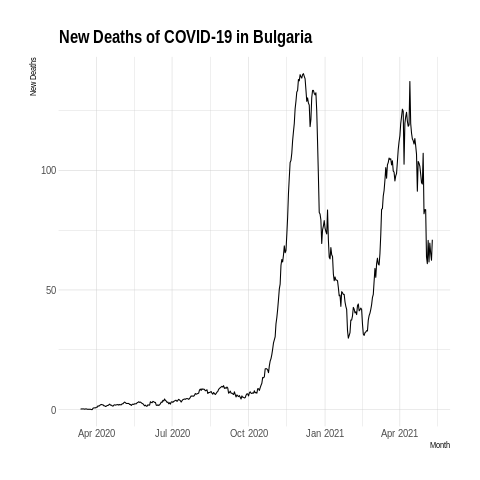 New Deaths of COVID-19 in Bulgaria
New Deaths
100
50
0
Apr 2020 Jul 2020 Oct 2020 Jan 2021 Apr 2021
Month